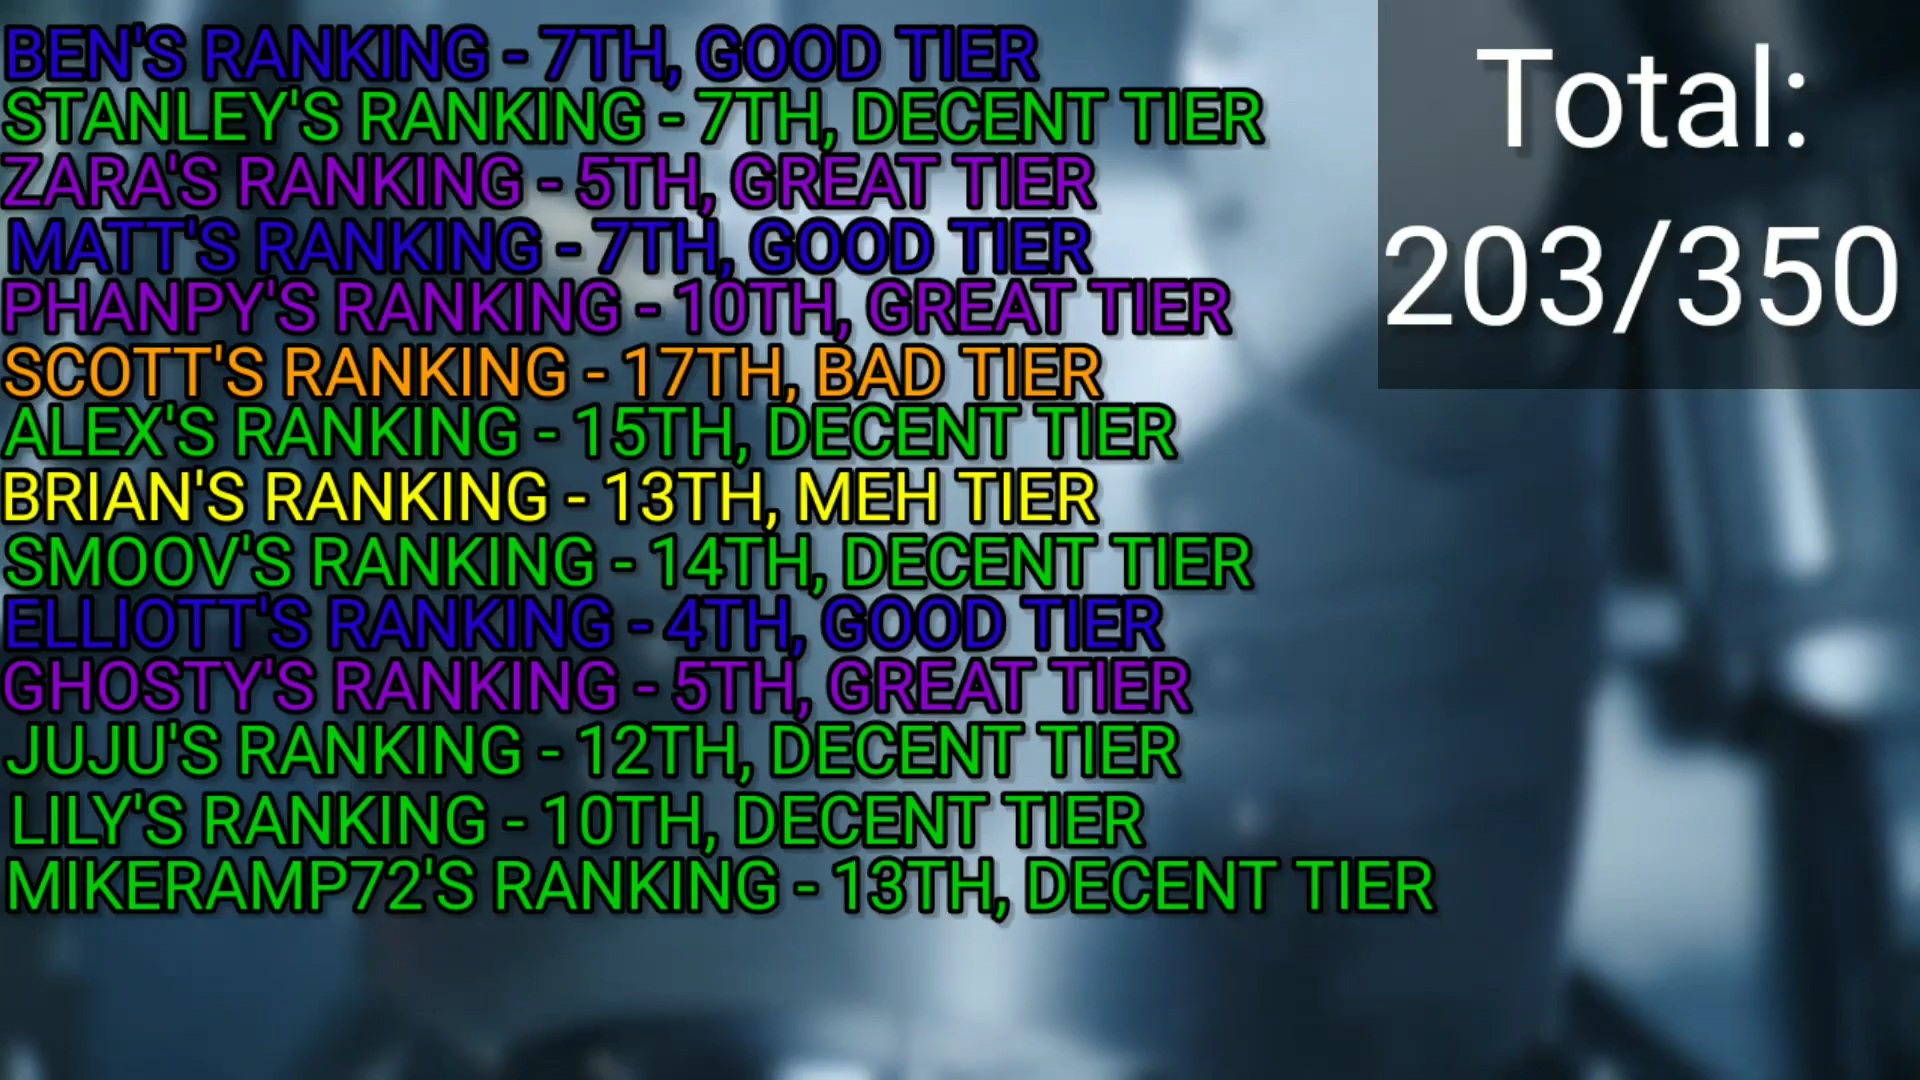 BEN'S RANKING - 7TH, GOOD TIER
STANLEY'S RANKING - 7TH, DECENT TIER
ZARA'S RANKING - 5TH, GREAT TIER
MATT'S RANKING - 7TH, GOOD TIER
PHANPY'S RANKING - 10TH, GREAT TIER
SCOTT'S RANKING - 17TH, BAD TIER
ALEX'S RANKING - 15TH, DECENT TIER
BRIAN'S RANKING - 13TH, MEH TIER
SMOOV'S RANKING - 14TH, DECENT TIER
ELLIOTT'S RANKING - 4TH, GOOD TIER
GHOSTY'S RANKING - 5TH, GREAT TIER
JUJU'S RANKING - 12TH, DECENT TIER
LILY'S RANKING - 10TH, DECENT TIER
MIKERAMP72'S RANKING - 13TH, DECENT TIER
Total:
203/350